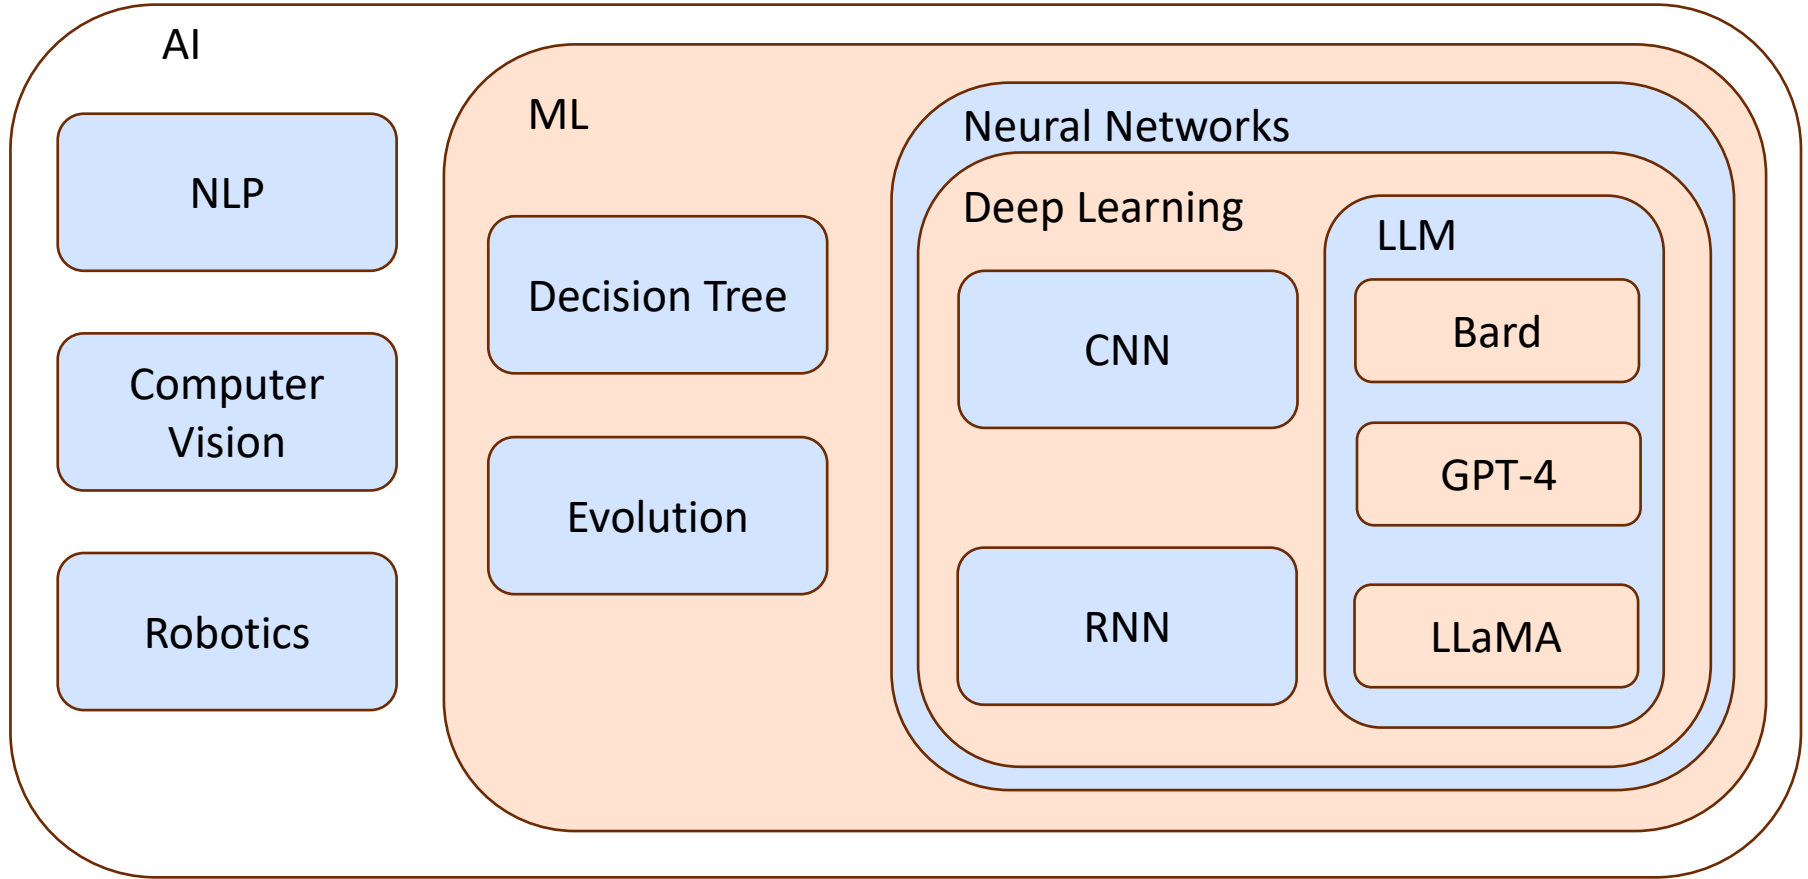 AI
NLP
Computer
Vision
Robotics
ML
Decision Tree
Evolution
Neural Networks
Deep Learning
CNN
RNN
LLM
Bard
GPT-4
LLaMA